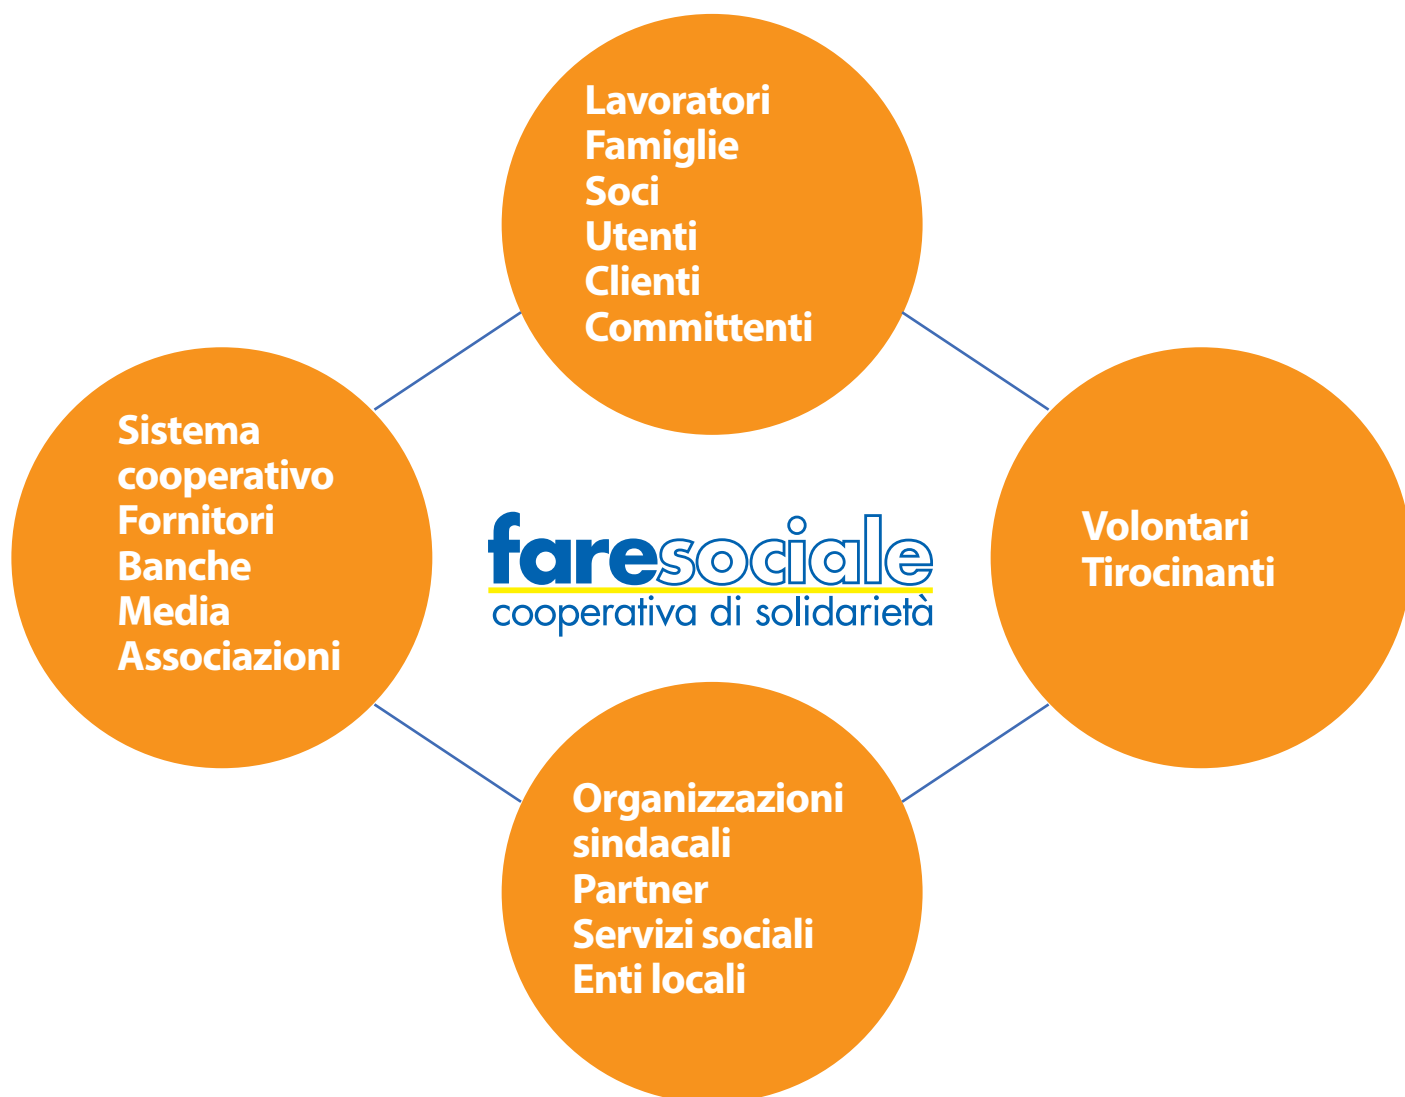 Lavoratori
Famiglie
Soci
Utenti
Clienti
Committenti
Sistema
cooperativo
Fornitori
Banche
Media
Associazioni
faresociale
cooperativa di solidarietà
Volontari
Tirocinanti
Organizzazioni
sindacali
Partner
Servizi sociali
Enti locali